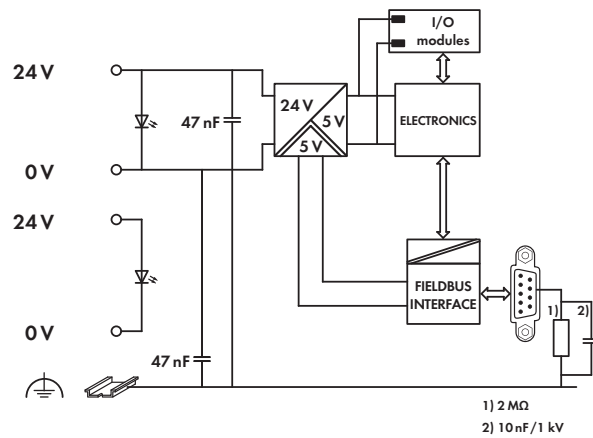 I/O
modules
24 V
24 V
5 V
5 V
47 nF
ELECTRONICS
0 V
24 V
FIELDBUS
INTERFACE
1)
2)
0 V
47 nF
1) 2 MΩ
2) 10 nF/1 kV